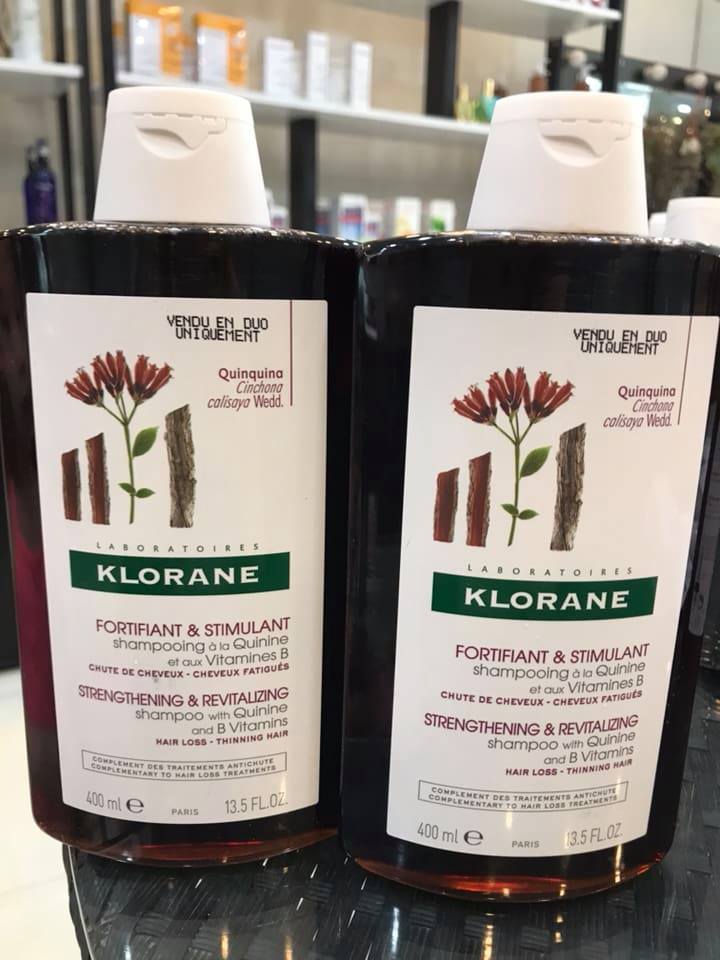 VENDU EN DUO
UNIQUEMENT
Quinquina
Cinchona
calisaya Wedd.
LABORATOIRES
KLORANE
FORTIFIANT & STIMULANT
shampooing à la Quinine
et aux Vitamines B
CHUTE DE CHEVEUX - CHEVEUX FATIGUÉS
STRENGTHENING & REVITALIZING
shampoo with Quinine
and B Vitamins
HAIR LOSS - THINNING HAIR
COMPLEMENT DES TRAITEMENTS ANTICHUTE
COMPLEMENTARY TO HAIR LOSS TREATMENTS
400 ml e PARIS 13.5 FL.OZ.
VENDU EN DUO
UNIQUEMENT
Quinquina
Cinchona
calisaya Wedd.
LABORATOIRES
KLORANE
FORTIFIANT & STIMULANT
shampooing à la Quinine
et aux Vitamines B
CHUTE DE CHEVEUX - CHEVEUX FATIGUÉS
STRENGTHENING & REVITALIZING
shampoo with Quinine
and B Vitamins
HAIR LOSS - THINNING HAIR
COMPLEMENT DES TRAITEMENTS ANTICHUTE
COMPLEMENTARY TO HAIR LOSS TREATMENTS
400 ml e PARIS 13.5 FL.OZ.